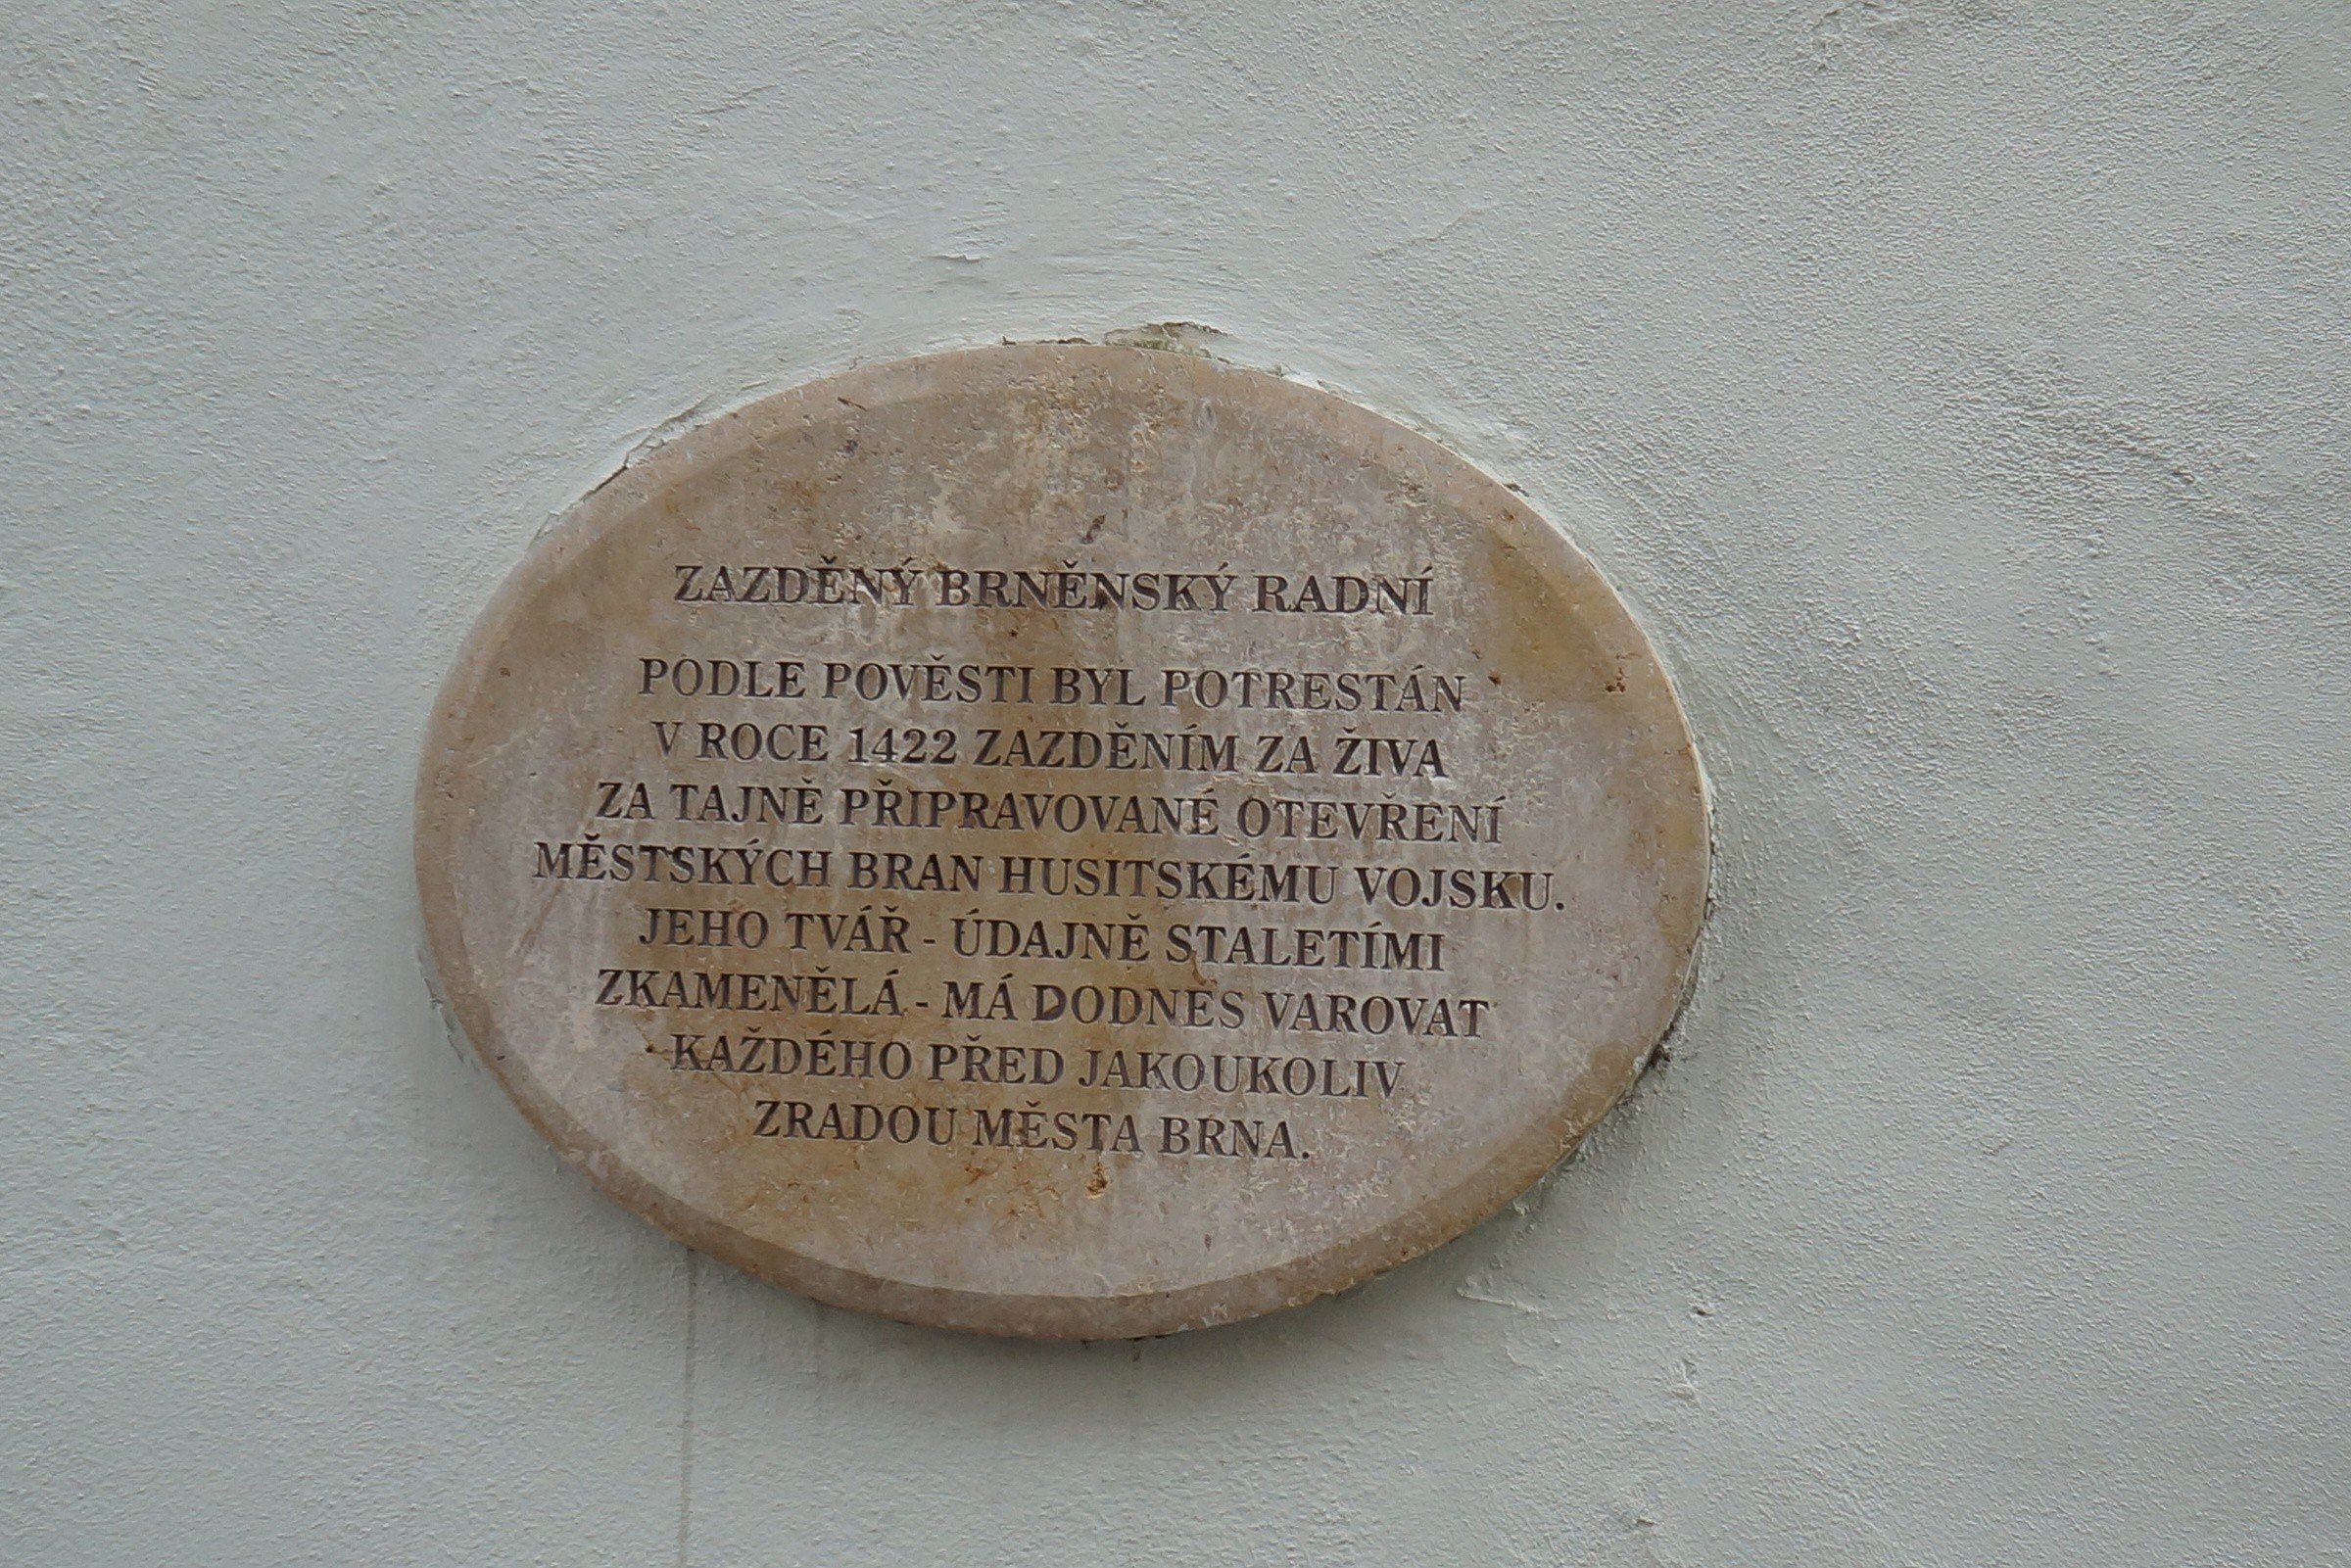 ZAZDĚNÝ BRNĚNSKÝ RADNÍ
PODLE POVĚSTI BYL POTRESTÁN
V ROCE 1422 ZAZDĚNÍM ZA ŽIVA
ZA TAJNĚ PŘIPRAVOVANÉ OTEVŘENÍ
MĚSTSKÝCH BRAN HUSITSKÉMU VOJSKU.
JEHO TVÁŘ - ÚDAJNĚ STALETÍMI
ZKAMENĚLÁ - MÁ DODNES VAROVAT
KAŽDÉHO PŘED JAKOUKOLIV
ZRADOU MĚSTA BRNA.